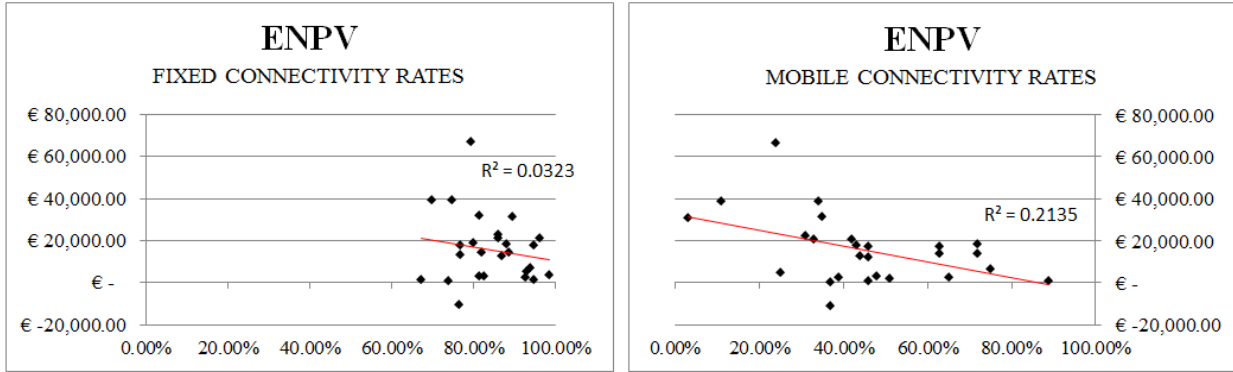 ENPV
FIXED CONNECTIVITY RATES
€ 80,000.00
€ 60,000.00
R² = 0.0323
€ 40,000.00
€ 20,000.00
€ -
€ -20,000.00
0.00% 20.00% 40.00% 60.00% 80.00% 100.00%
ENPV
MOBILE CONNECTIVITY RATES
€ 80,000.00
€ 60,000.00
€ 40,000.00
R² = 0.2135
€ 20,000.00
€ -
€ -20,000.00
0.00% 20.00% 40.00% 60.00% 80.00% 100.00%